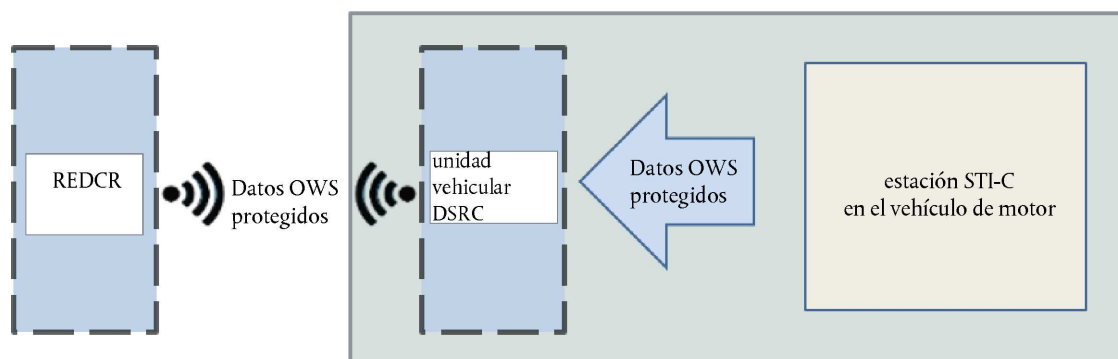 REDCR
Datos OWS
protegidos
unidad
vehicular
DSRC
Datos OWS
protegidos
estación STI-C
en el vehículo de motor